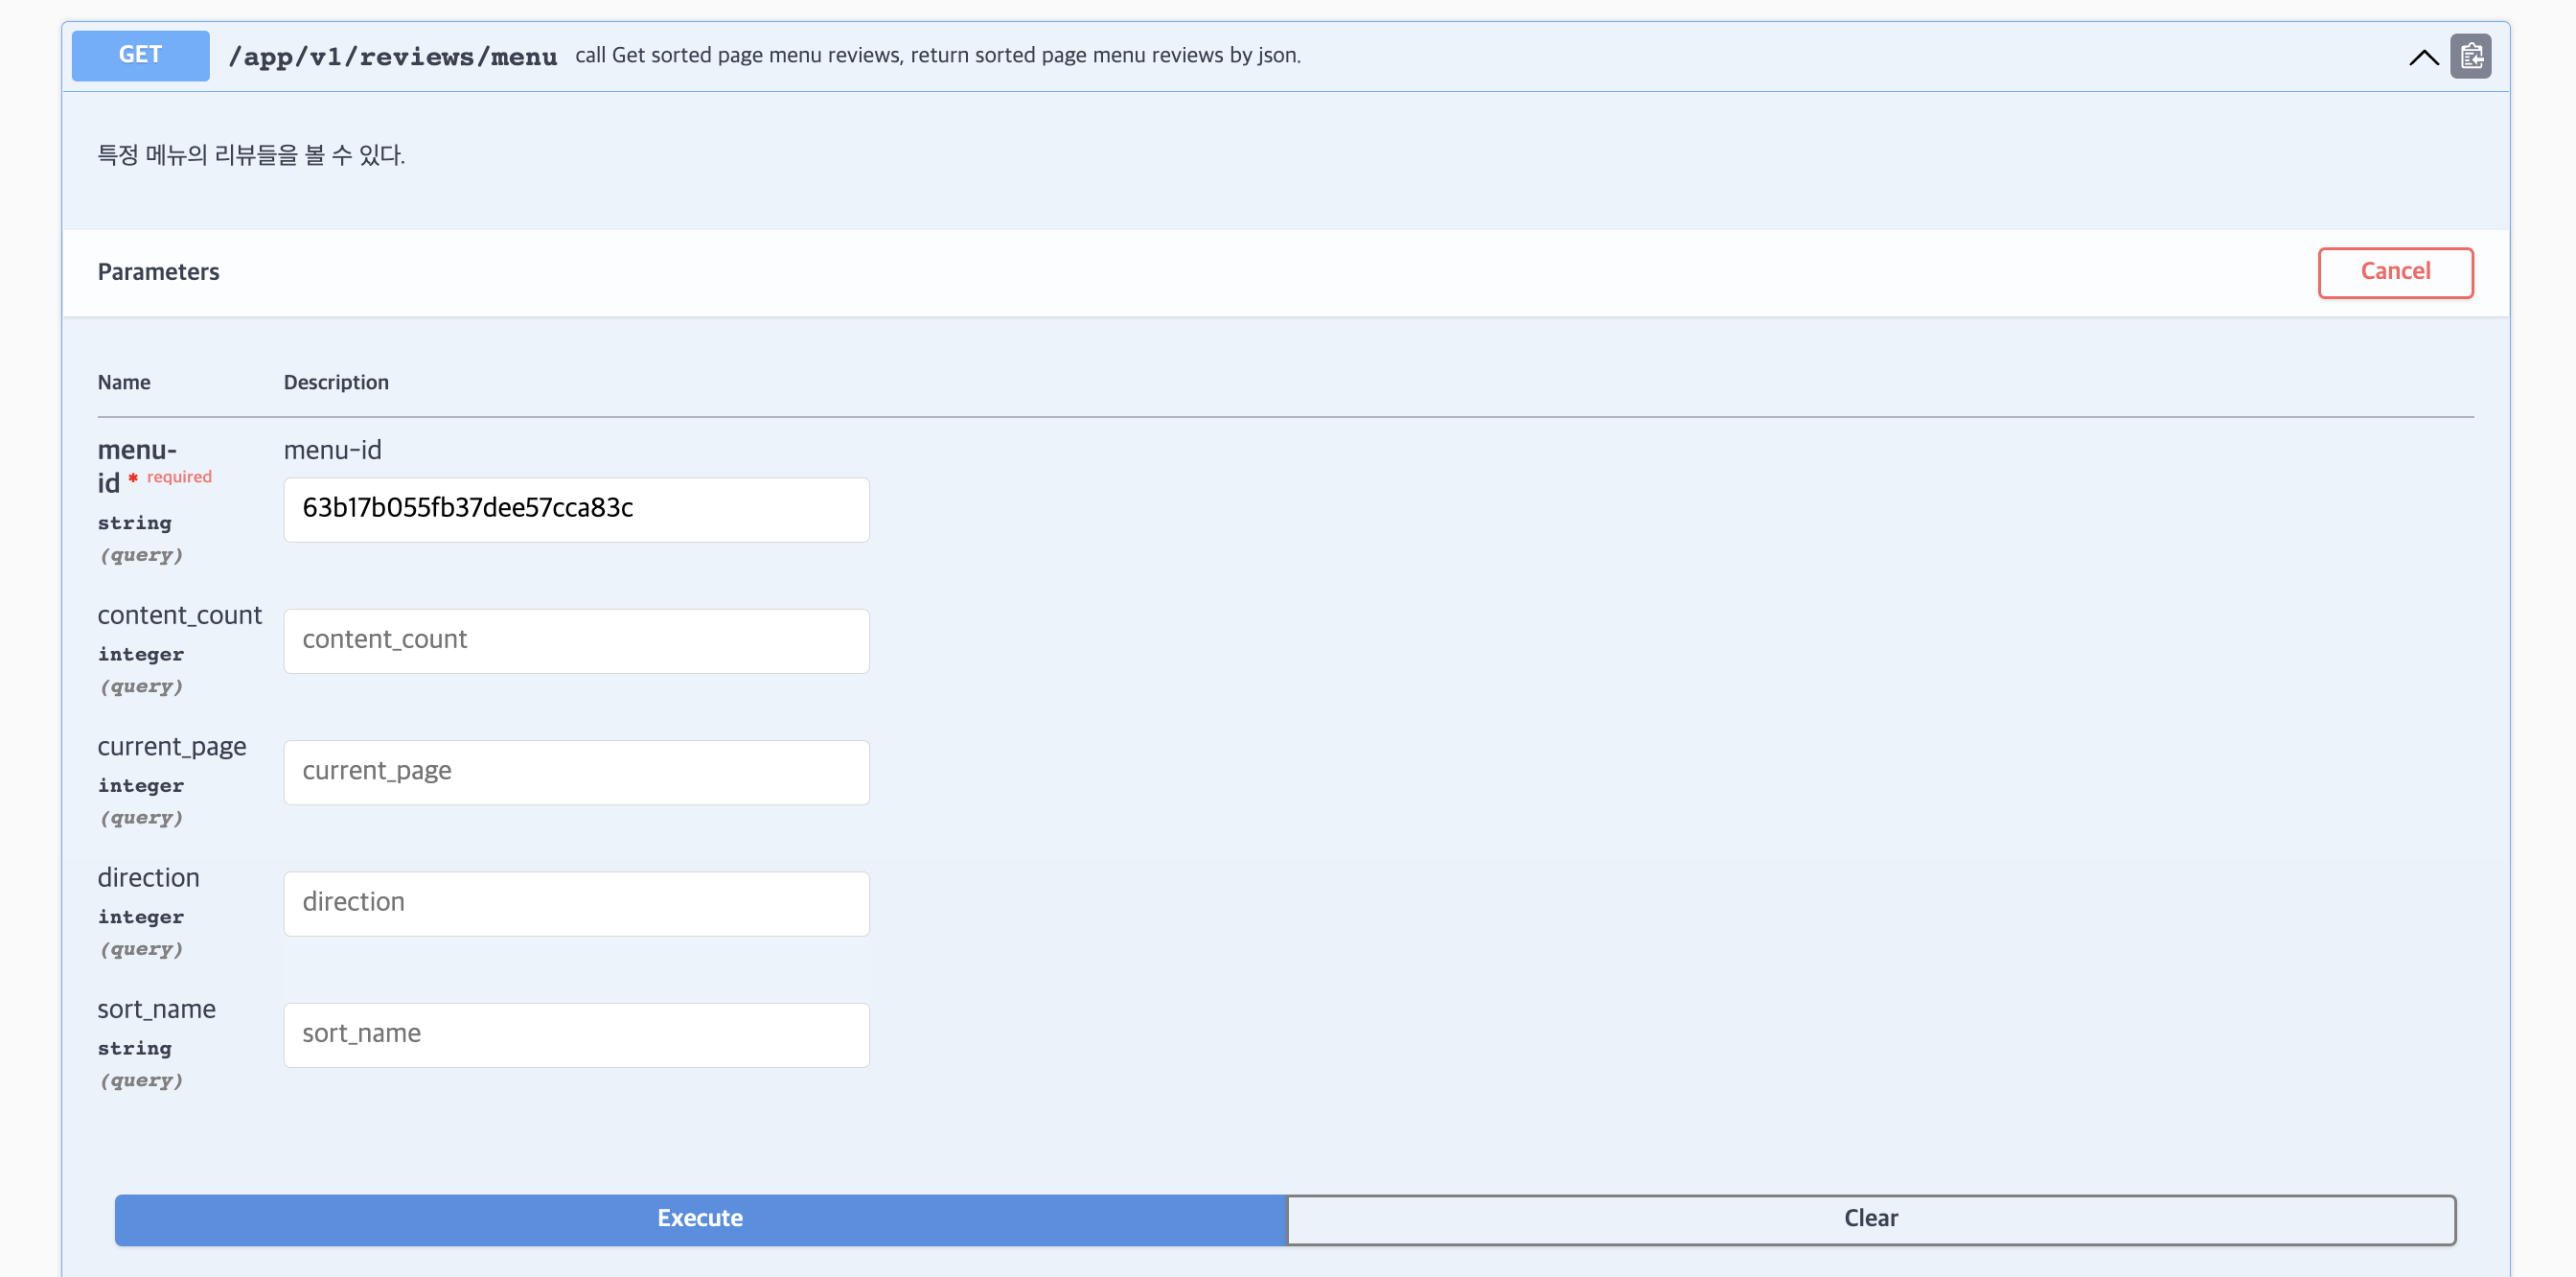 GET /app/v1/reviews/menu call Get sorted page menu reviews, return sorted page menu reviews by json.
특정 메뉴의 리뷰들을 볼 수 있다.
Parameters Cancel
Name Description
menu-
id * required
string
(query)
menu-id
63b17b055fb37dee57cca83c
content_count
integer
(query)
content_count
current_page
integer
(query)
current_page
direction
integer
(query)
direction
sort_name
string
(query)
sort_name
Execute Clear